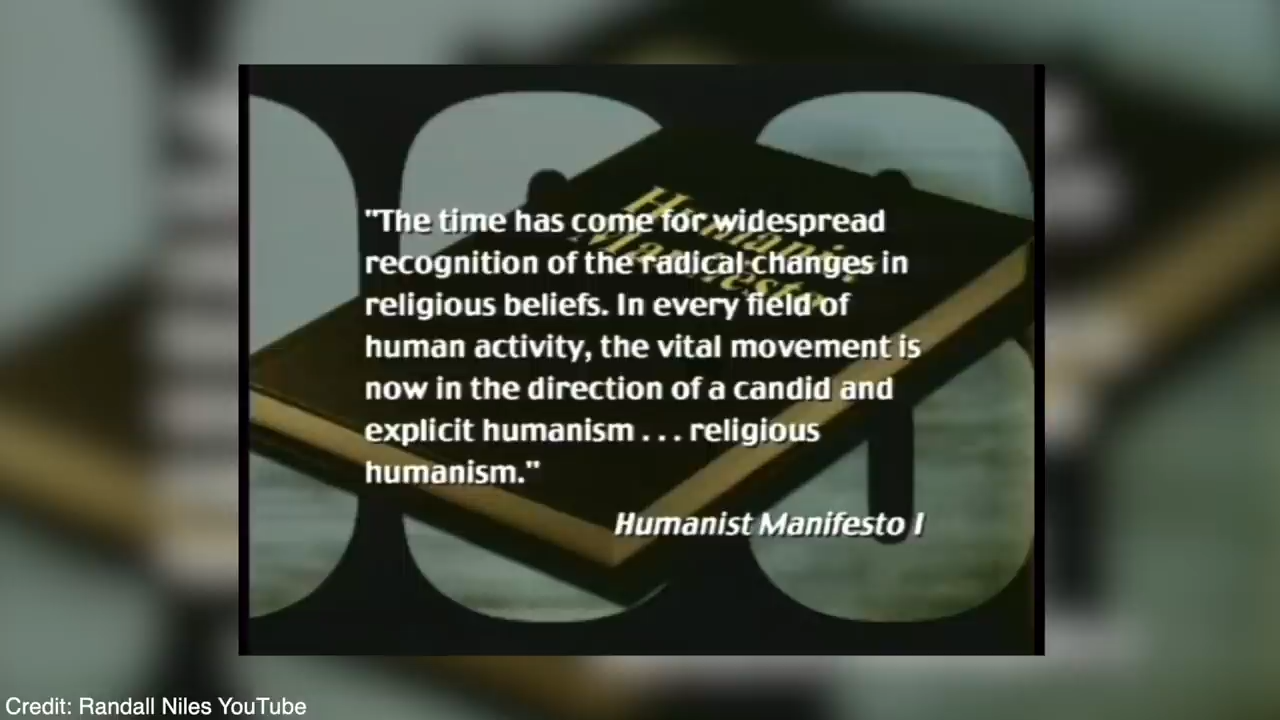 Humanist
Manifesto
"The time has come for widespread
recognition of the radical changes in
religious beliefs. In every field of
human activity, the vital movement is
now in the direction of a candid and
explicit humanism . . . religious
humanism."
Humanist Manifesto I
Credit: Randall Niles YouTube